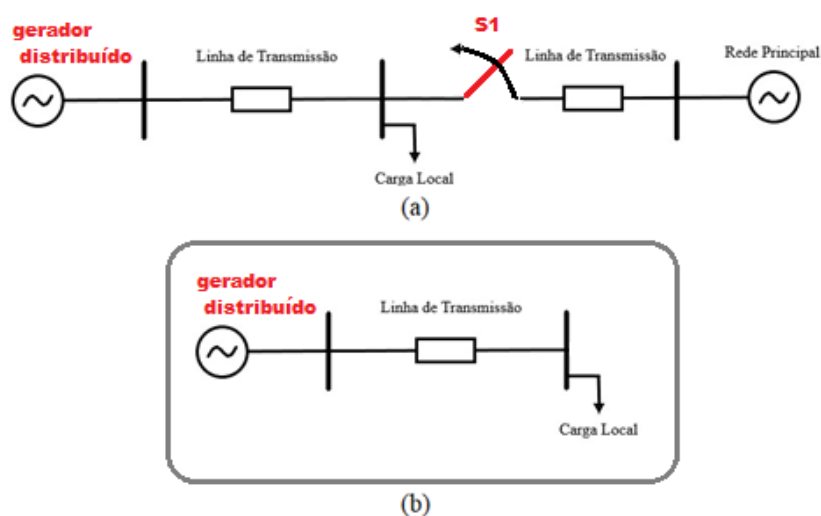 S1
gerador
distribuído
Linha de Transmissão
Linha de Transmissão
Rede Principal
Carga Local
(a)
gerador
distribuído
Linha de Transmissão
Carga Local
(b)